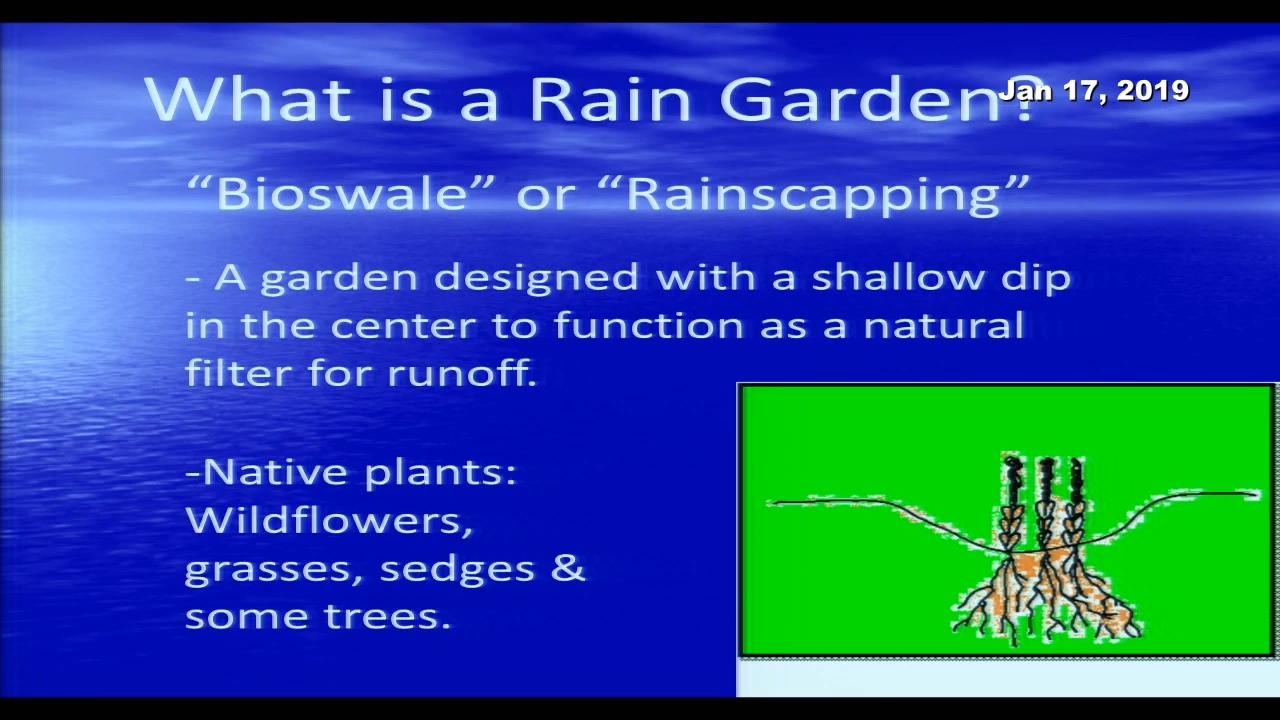 What is a Rain Garden?
Jan 17, 2019
“Bioswale” or “Rainscapping”
- A garden designed with a shallow dip
in the center to function as a natural
filter for runoff.
-Native plants:
Wildflowers,
grasses, sedges &
some trees.